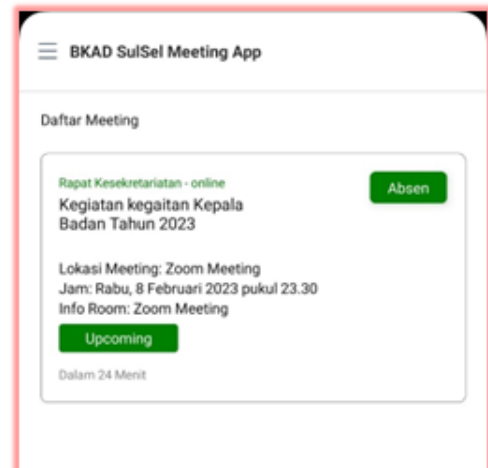 BKAD SulSel Meeting App
Daftar Meeting
Rapat Kesekretariatan - online
Absen
Kegiatan kegaitan Kepala
Badan Tahun 2023
Lokasi Meeting: Zoom Meeting
Jam: Rabu, 8 Februari 2023 pukul 23.30
Info Room: Zoom Meeting
Upcoming
Dalam 24 Menit